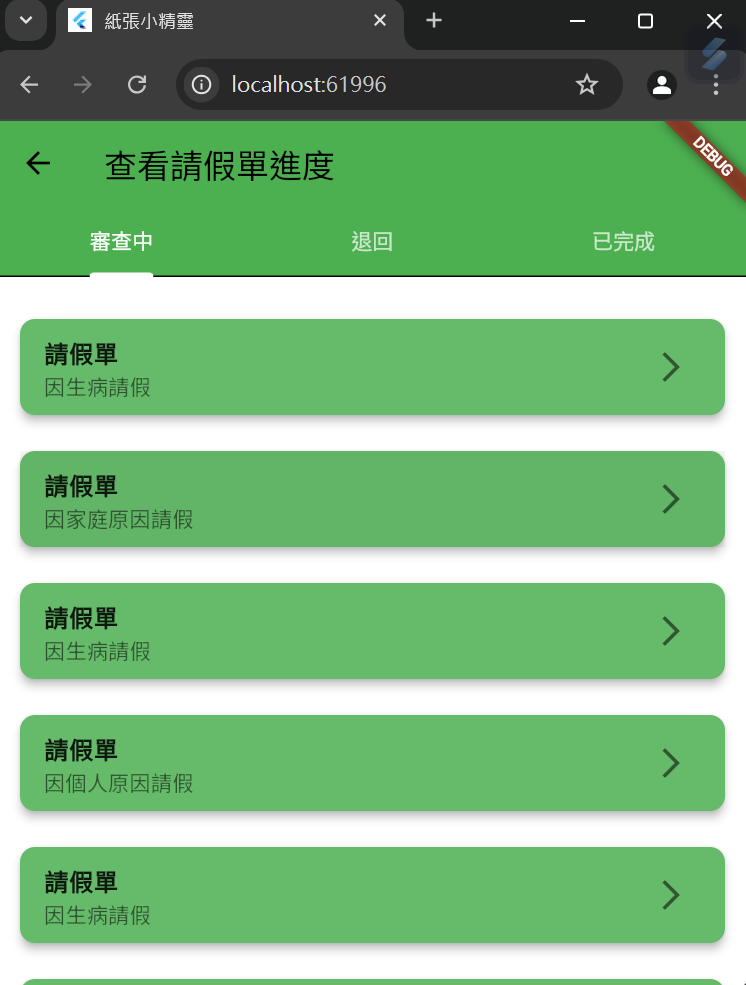 紙張小精靈
localhost:61996
查看請假單進度
DEBUG
審查中
退回
已完成
請假單
因生病請假
請假單
因家庭原因請假
請假單
因生病請假
請假單
因個人原因請假
請假單
因生病請假